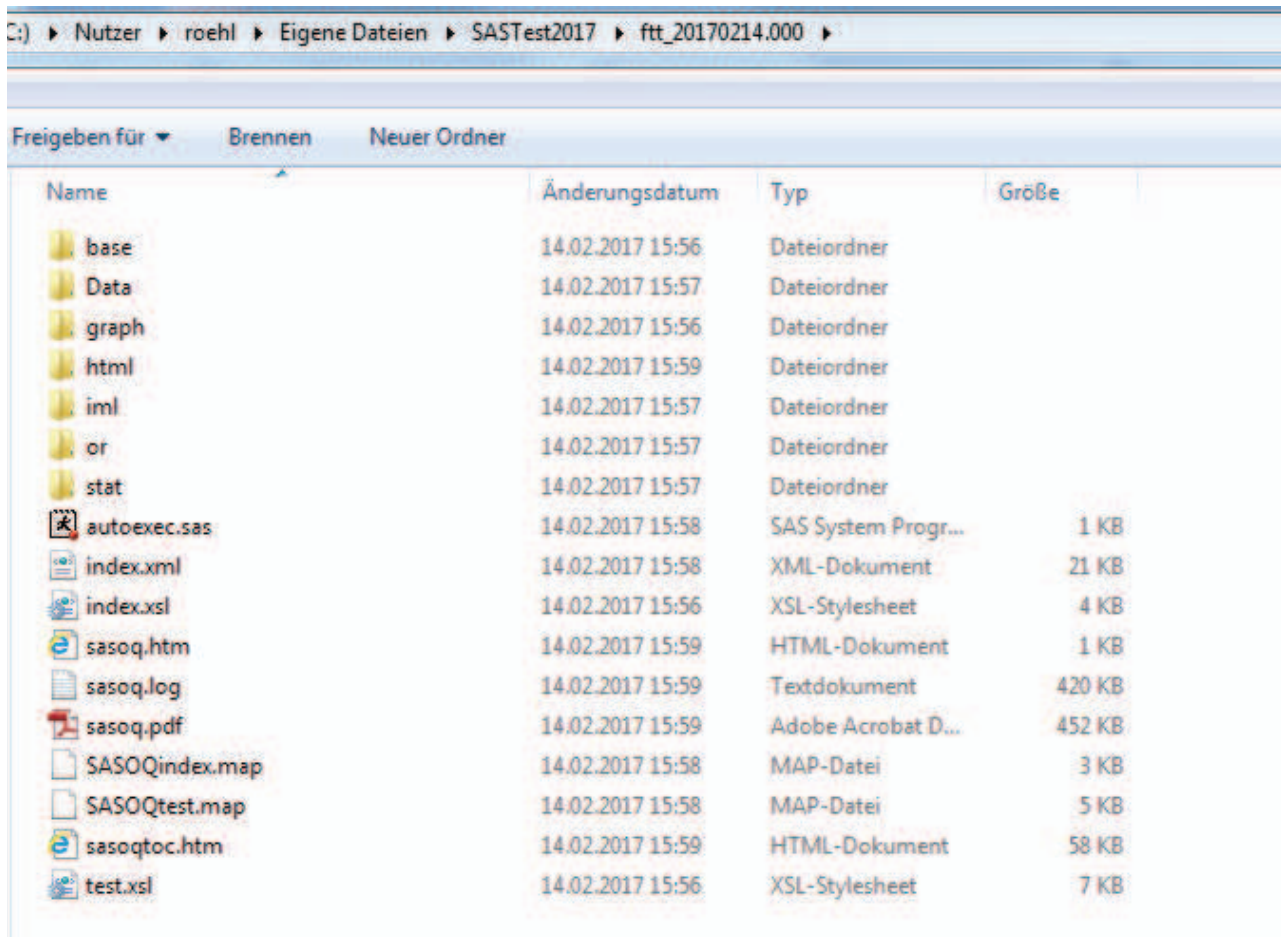 C:) ▸ Nutzer ▸ roehl ▸ Eigene Dateien ▸ SASTest2017 ▸ ftt_20170214.000 ▸
Freigeben für ▾ Brennen Neuer Ordner
Name Änderungsdatum Typ Größe
base 14.02.2017 15:56 Dateiordner
Data 14.02.2017 15:57 Dateiordner
graph 14.02.2017 15:56 Dateiordner
html 14.02.2017 15:59 Dateiordner
iml 14.02.2017 15:57 Dateiordner
or 14.02.2017 15:57 Dateiordner
stat 14.02.2017 15:57 Dateiordner
autoexec.sas 14.02.2017 15:58 SAS System Progr... 1 KB
index.xml 14.02.2017 15:58 XML-Dokument 21 KB
index.xsl 14.02.2017 15:56 XSL-Stylesheet 4 KB
sasoq.htm 14.02.2017 15:59 HTML-Dokument 1 KB
sasoq.log 14.02.2017 15:59 Textdokument 420 KB
sasoq.pdf 14.02.2017 15:59 Adobe Acrobat D... 452 KB
SASOQindex.map 14.02.2017 15:58 MAP-Datei 3 KB
SASOQtest.map 14.02.2017 15:58 MAP-Datei 5 KB
sasoqtoc.htm 14.02.2017 15:59 HTML-Dokument 58 KB
test.xsl 14.02.2017 15:56 XSL-Stylesheet 7 KB